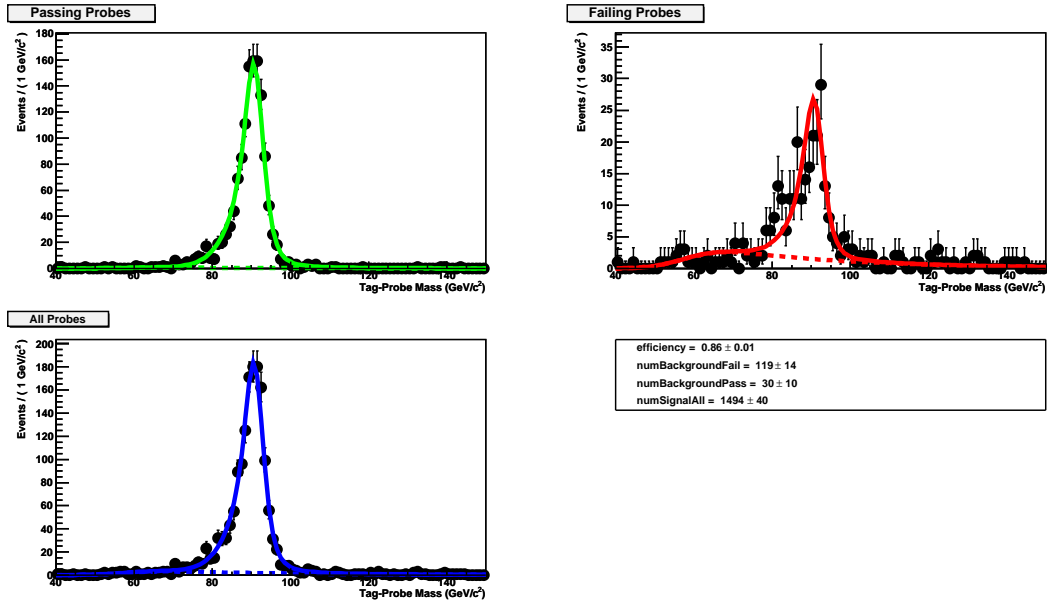 Passing Probes
Events / ( 1 GeV/c²)
180
160
140
120
100
80
60
40
20
0
40 60 80 100 120 140
Tag-Probe Mass (GeV/c²)
Failing Probes
Events / ( 1 GeV/c²)
35
30
25
20
15
10
5
0
40 60 80 100 120 140
Tag-Probe Mass (GeV/c²)
All Probes
Events / ( 1 GeV/c²)
200
180
160
140
120
100
80
60
40
20
0
40 60 80 100 120 140
Tag-Probe Mass (GeV/c²)
efficiency = 0.86 ± 0.01
numBackgroundFail = 119 ± 14
numBackgroundPass = 30 ± 10
numSignalAll = 1494 ± 40